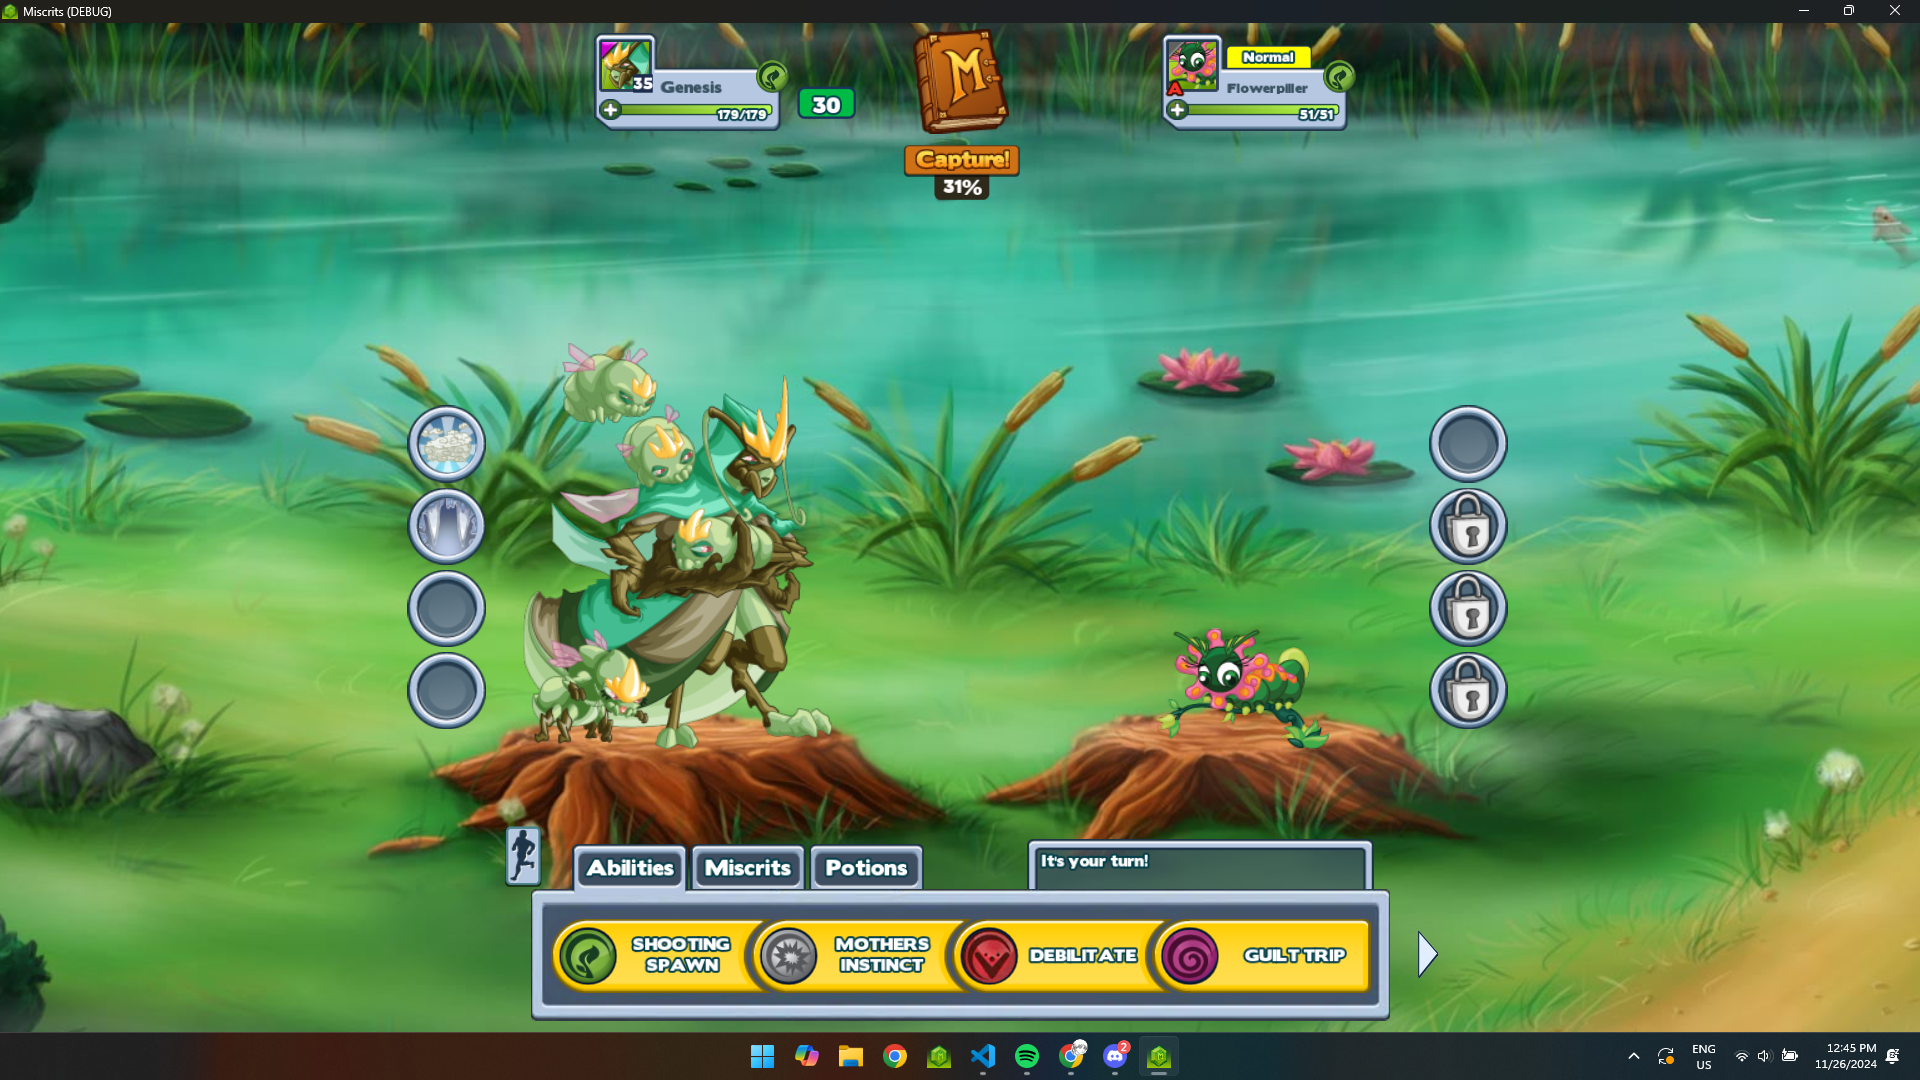 Miscrits (DEBUG)
35
Genesis
179/179
30
M
Capture!
31%
Normal
A
Flowerpiller
51/51
It's your turn!
Abilities
Miscrits
Potions
SHOOTING
SPAWN
MOTHERS
INSTINCT
DEBILITATE
GUILT TRIP
2
ENG
US
12:45 PM
11/26/2024